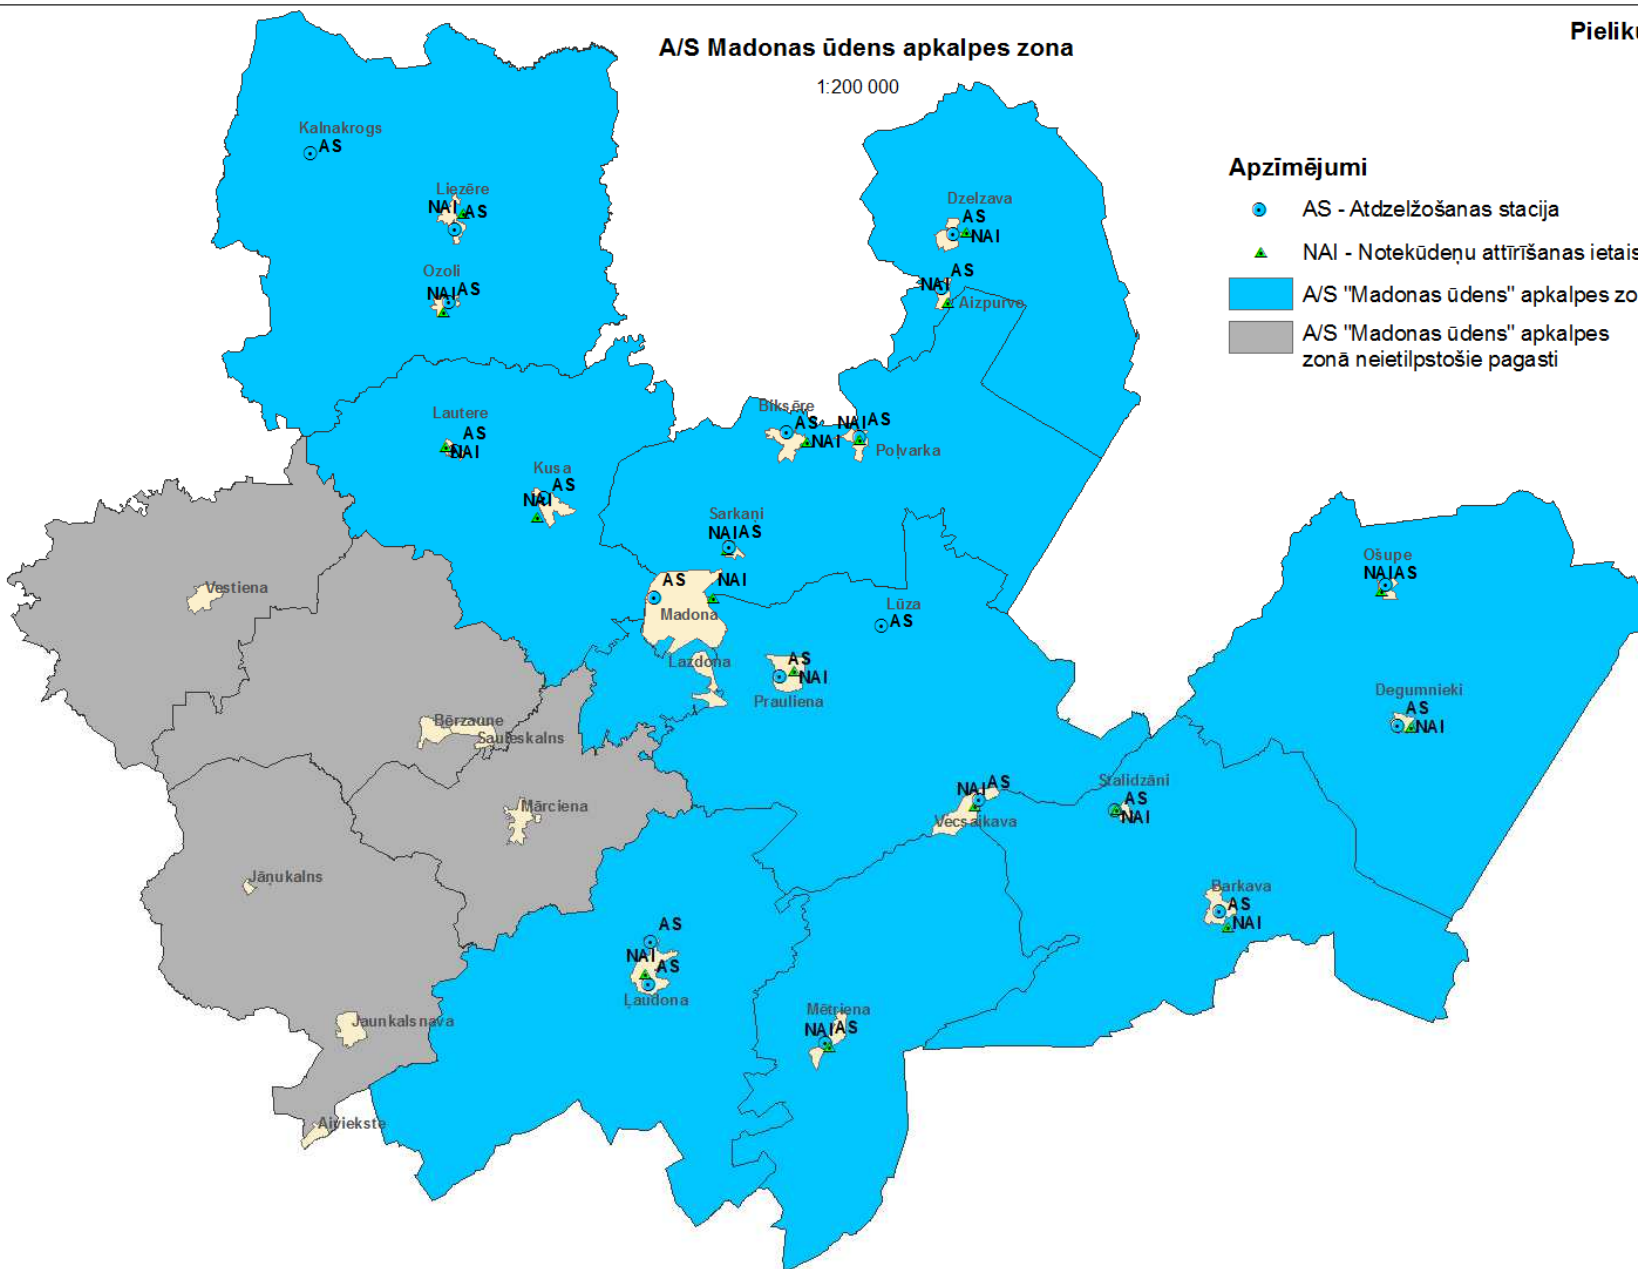 Pieliku
A/S Madonas ūdens apkalpes zona
1:200 000
Apzīmējumi
AS - Atdzelžošanas stacija
NAI - Notekūdeņu attīrīšanas ietais
A/S "Madonas ūdens" apkalpes zo
A/S "Madonas ūdens" apkalpes
zonā neietilpstošie pagasti
Kalnakrogs
AS
Liezēre
NAI AS
Ozoli
NAI AS
Dzelzava
AS
NAI
AS
NAI
Aizpurve
Lautere
AS
NAI
Kusa
AS
NAI
Biksēre
AS
NAI
NAI AS
Poļvarka
Sarkaņi
NAI AS
AS NAI
Madona
Lazdona
Lūza
AS
AS
NAI
Prauliena
Ošupe
NAI AS
Degumnieki
AS
NAI
Vestiena
Bērzaune
Sauleskalns
Mārciena
NAI AS
Vecsaikava
Stalidzāni
AS
NAI
Jāņukalns
Barkava
AS
NAI
AS
NAI
AS
Ļaudona
Mētriena
NAI AS
Jaunkalsnava
Aiviekste